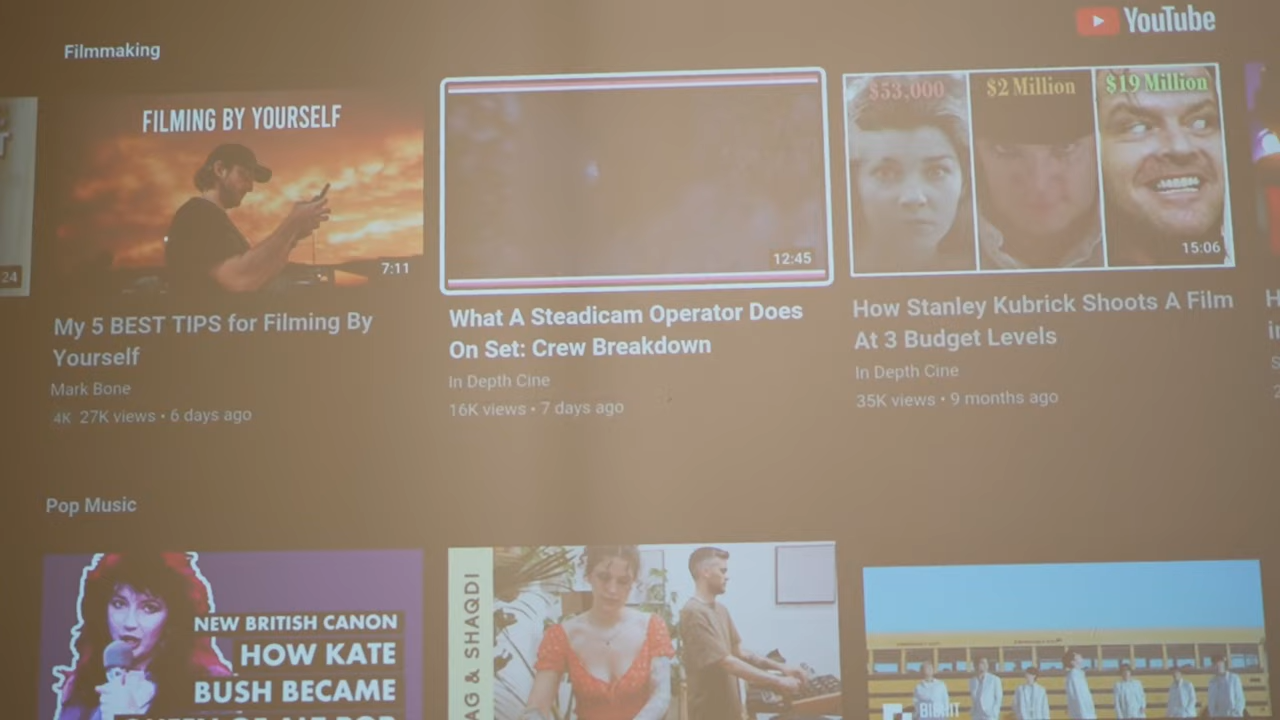 YouTube
Filmmaking
24
FILMING BY YOURSELF
7:11
My 5 BEST TIPS for Filming By
Yourself
Mark Bone
4K 27K views • 6 days ago
12:45
What A Steadicam Operator Does
On Set: Crew Breakdown
In Depth Cine
16K views • 7 days ago
$53,000
$2 Million
$19 Million
15:06
How Stanley Kubrick Shoots A Film
At 3 Budget Levels
In Depth Cine
35K views • 9 months ago
Pop Music
NEW BRITISH CANON
HOW KATE
BUSH BECAME
AG & SHAQDI